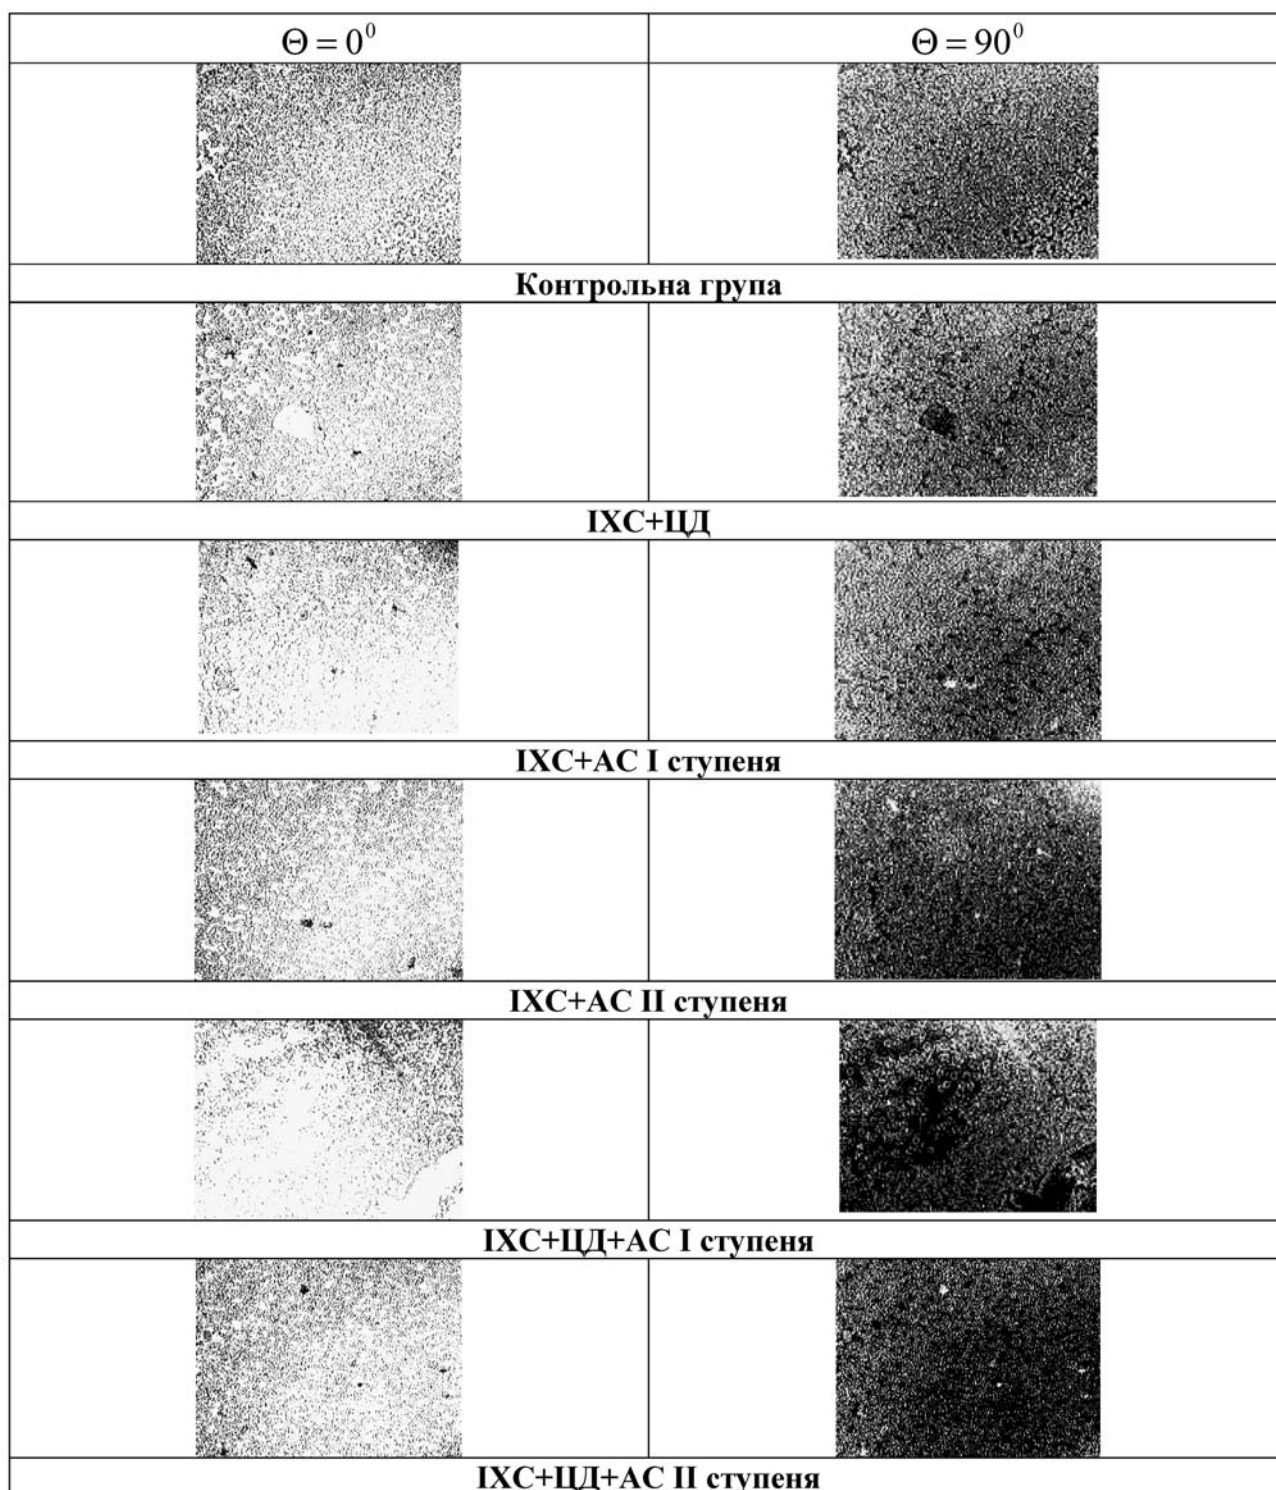 Θ = 0⁰
Θ = 90⁰
Контрольна група
ІХС+ЦД
ІХС+АС І ступеня
ІХС+АС ІІ ступеня
ІХС+ЦД+АС І ступеня
ІХС+ЦД+АС ІІ ступеня